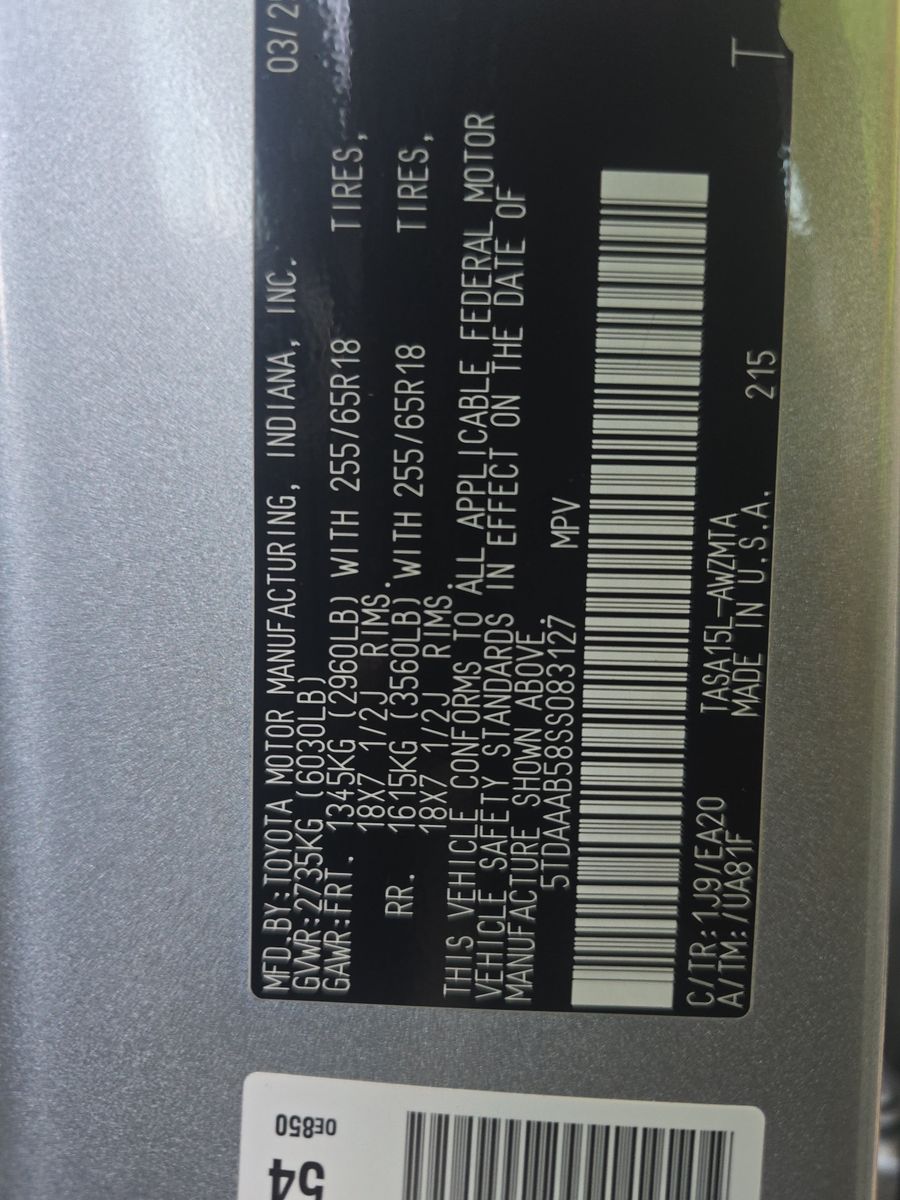 03/2
MFD.BY:TOYOTA MOTOR MANUFACTURING, INDIANA, INC.
GVWR:2735KG (6030LB)
GAWR:FRT. 1345KG (2960LB) WITH 255/65R18 TIRES,
18X7 1/2J RIMS.
RR. 1615KG (3560LB) WITH 255/65R18 TIRES,
18X7 1/2J RIMS.
THIS VEHICLE CONFORMS TO ALL APPLICABLE FEDERAL MOTOR
VEHICLE SAFETY STANDARDS IN EFFECT ON THE DATE OF
MANUFACTURE SHOWN ABOVE.
5TDAAAB58SS083127 MPV
C/TR:1J9/EA20 TASA15L-AWZMTA 215 T
A/TM:/UA81F MADE IN U.S.A.
0E850
54